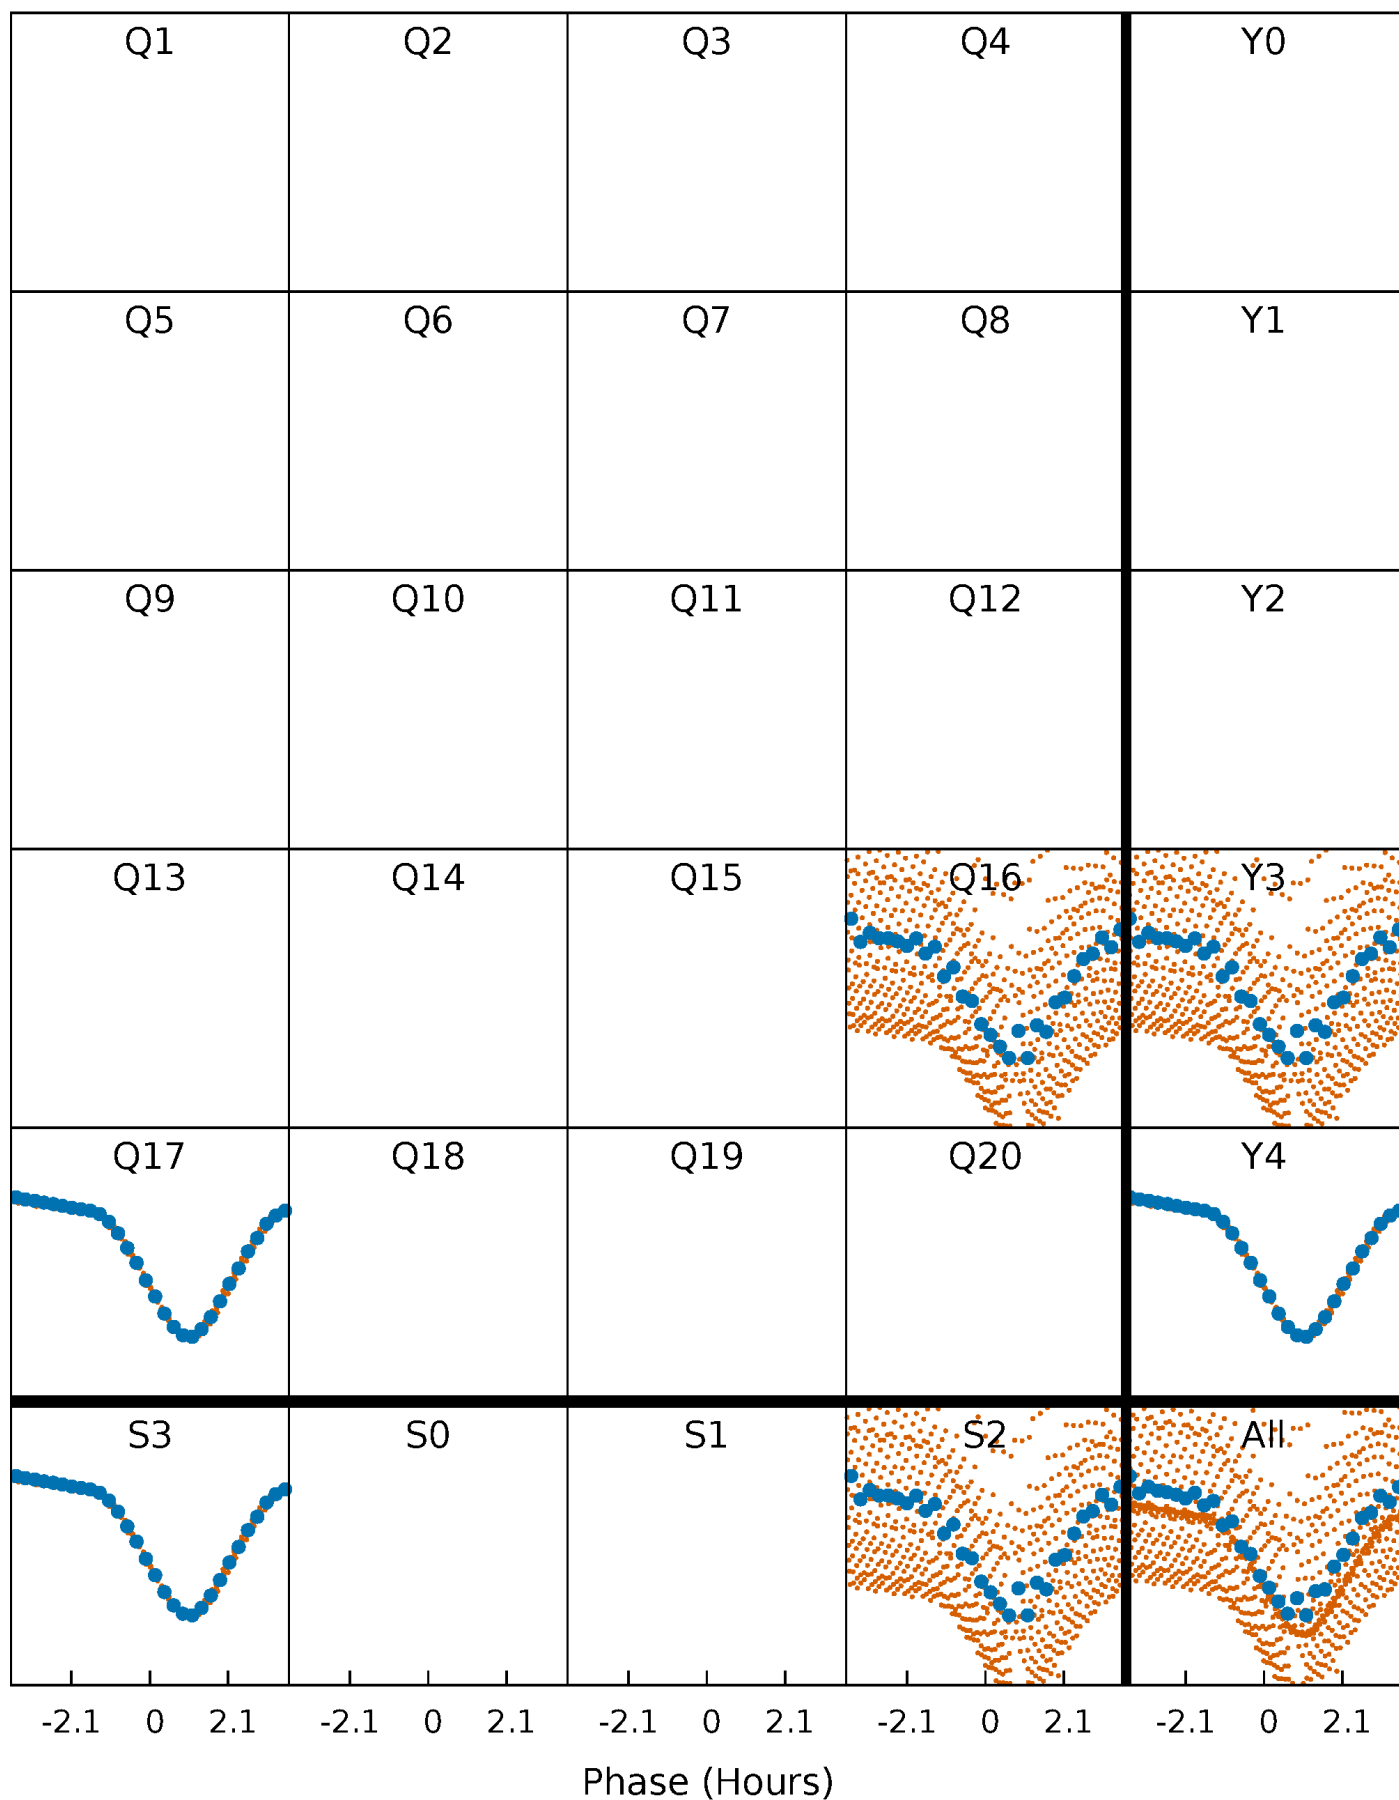 Q1 Q2 Q3 Q4 Y0
Q5 Q6 Q7 Q8 Y1
Q9 Q10 Q11 Q12 Y2
Q13 Q14 Q15 Q16 Y3
Q17 Q18 Q19 Q20 Y4
S3 S0 S1 S2 All
-2.1 0 2.1 -2.1 0 2.1 -2.1 0 2.1 -2.1 0 2.1 -2.1 0 2.1
Phase (Hours)